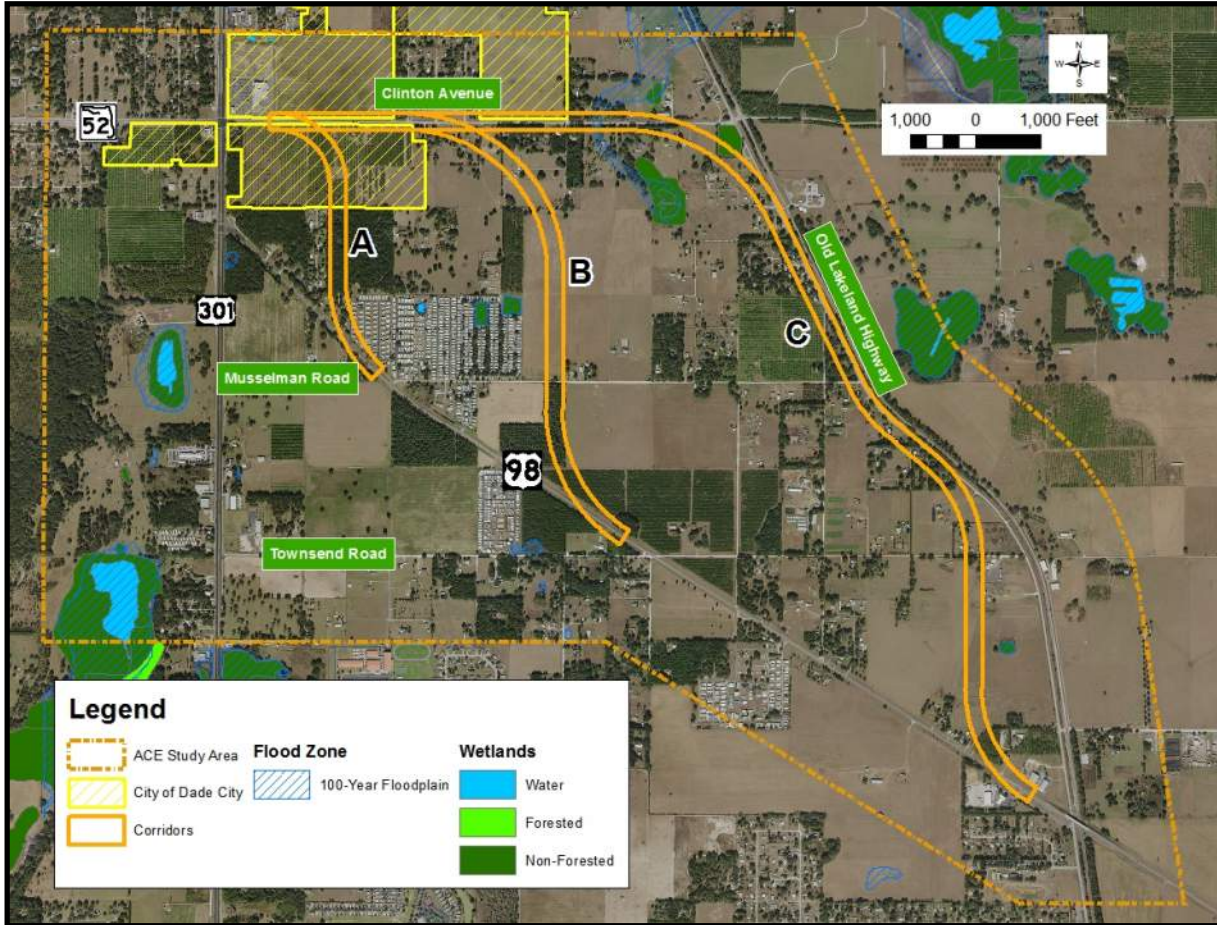 Clinton Avenue
N
W E
S
52
1,000 0 1,000 Feet
A
B
Old Lakeland Highway
301
C
Musselman Road
98
Townsend Road
Legend
ACE Study Area
City of Dade City
Corridors
Flood Zone
100-Year Floodplain
Wetlands
Water
Forested
Non-Forested